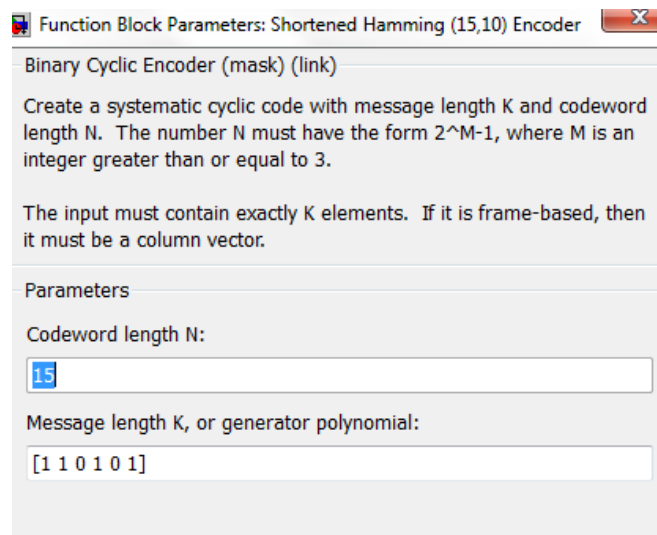 Function Block Parameters: Shortened Hamming (15,10) Encoder
Binary Cyclic Encoder (mask) (link)
Create a systematic cyclic code with message length K and codeword
length N. The number N must have the form 2^M-1, where M is an
integer greater than or equal to 3.
The input must contain exactly K elements. If it is frame-based, then
it must be a column vector.
Parameters
Codeword length N:
15
Message length K, or generator polynomial:
[1 1 0 1 0 1]